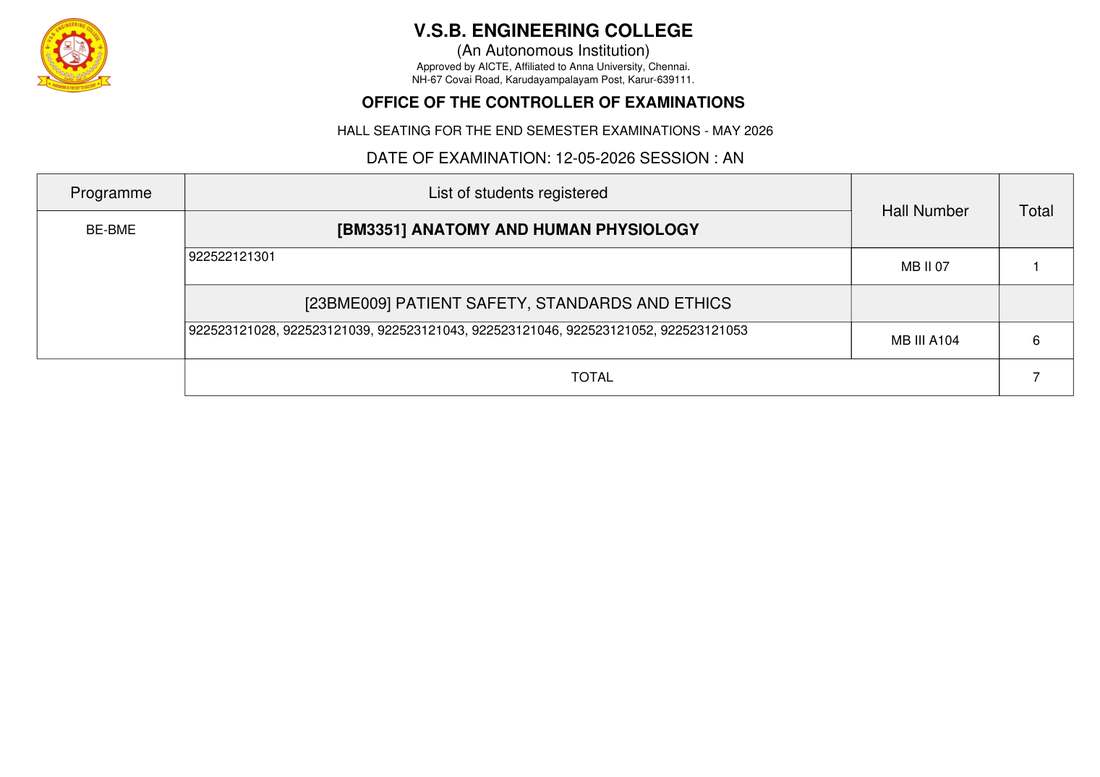 V.S.B. ENGINEERING COLLEGE
(An Autonomous Institution)
Approved by AICTE, Affiliated to Anna University, Chennai.
NH-67 Covai Road, Karudayampalayam Post, Karur-639111.
OFFICE OF THE CONTROLLER OF EXAMINATIONS
HALL SEATING FOR THE END SEMESTER EXAMINATIONS - MAY 2026
DATE OF EXAMINATION: 12-05-2026 SESSION : AN
Programme List of students registered Hall Number Total
BE-BME [BM3351] ANATOMY AND HUMAN PHYSIOLOGY
922522121301 MB II 07 1
[23BME009] PATIENT SAFETY, STANDARDS AND ETHICS
922523121028, 922523121039, 922523121043, 922523121046, 922523121052, 922523121053 MB III A104 6
TOTAL 7